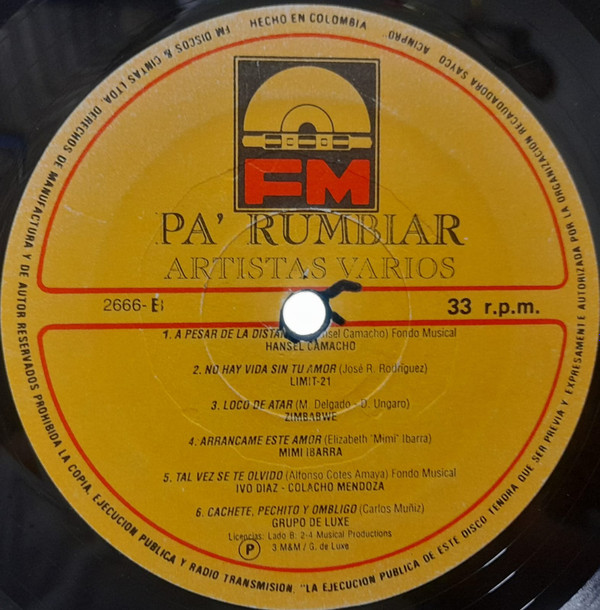 FM DISCOS & CINTAS LTDA. DERECHOS DE MANUFACTURA Y DE AUTOR RESERVADOS PROHIBIDA LA COPIA, EJECUCION PUBLICA Y RADIO TRANSMISION. "LA EJECUCION PUBLICA DE ESTE DISCO TENDRA QUE SER PREVIA Y EXPRESAMENTE AUTORIZADA POR LA ORGANIZACION RECAUDADORA SAYCO ACINPRO".
HECHO EN COLOMBIA
FM
PA' RUMBIAR
ARTISTAS VARIOS
2666-B
33 r.p.m.
1. A PESAR DE LA Camacho) Fondo Musical
HANSEL CAMACHO
2. NO HAY VIDA SIN TU AMOR (José R. Rodríguez)
LIMIT-21
3. LOCO DE ATAR (M. Delgado - D. Ungaro)
ZIMBABWE
4. ARRANCAME ESTE AMOR (Elizabeth "Mimi" Ibarra)
MIMI IBARRA
5. TAL VEZ SE TE OLVIDO (Alfonso Cotes Amaya) Fondo Musical
IVO DIAZ - COLACHO MENDOZA
6. CACHETE, PECHITO Y OMBLIGO (Carlos Muñiz)
GRUPO DE LUXE
Licencias: Lado B: 2-4 Musical Productions
P 3 M&M / G. de Luxe